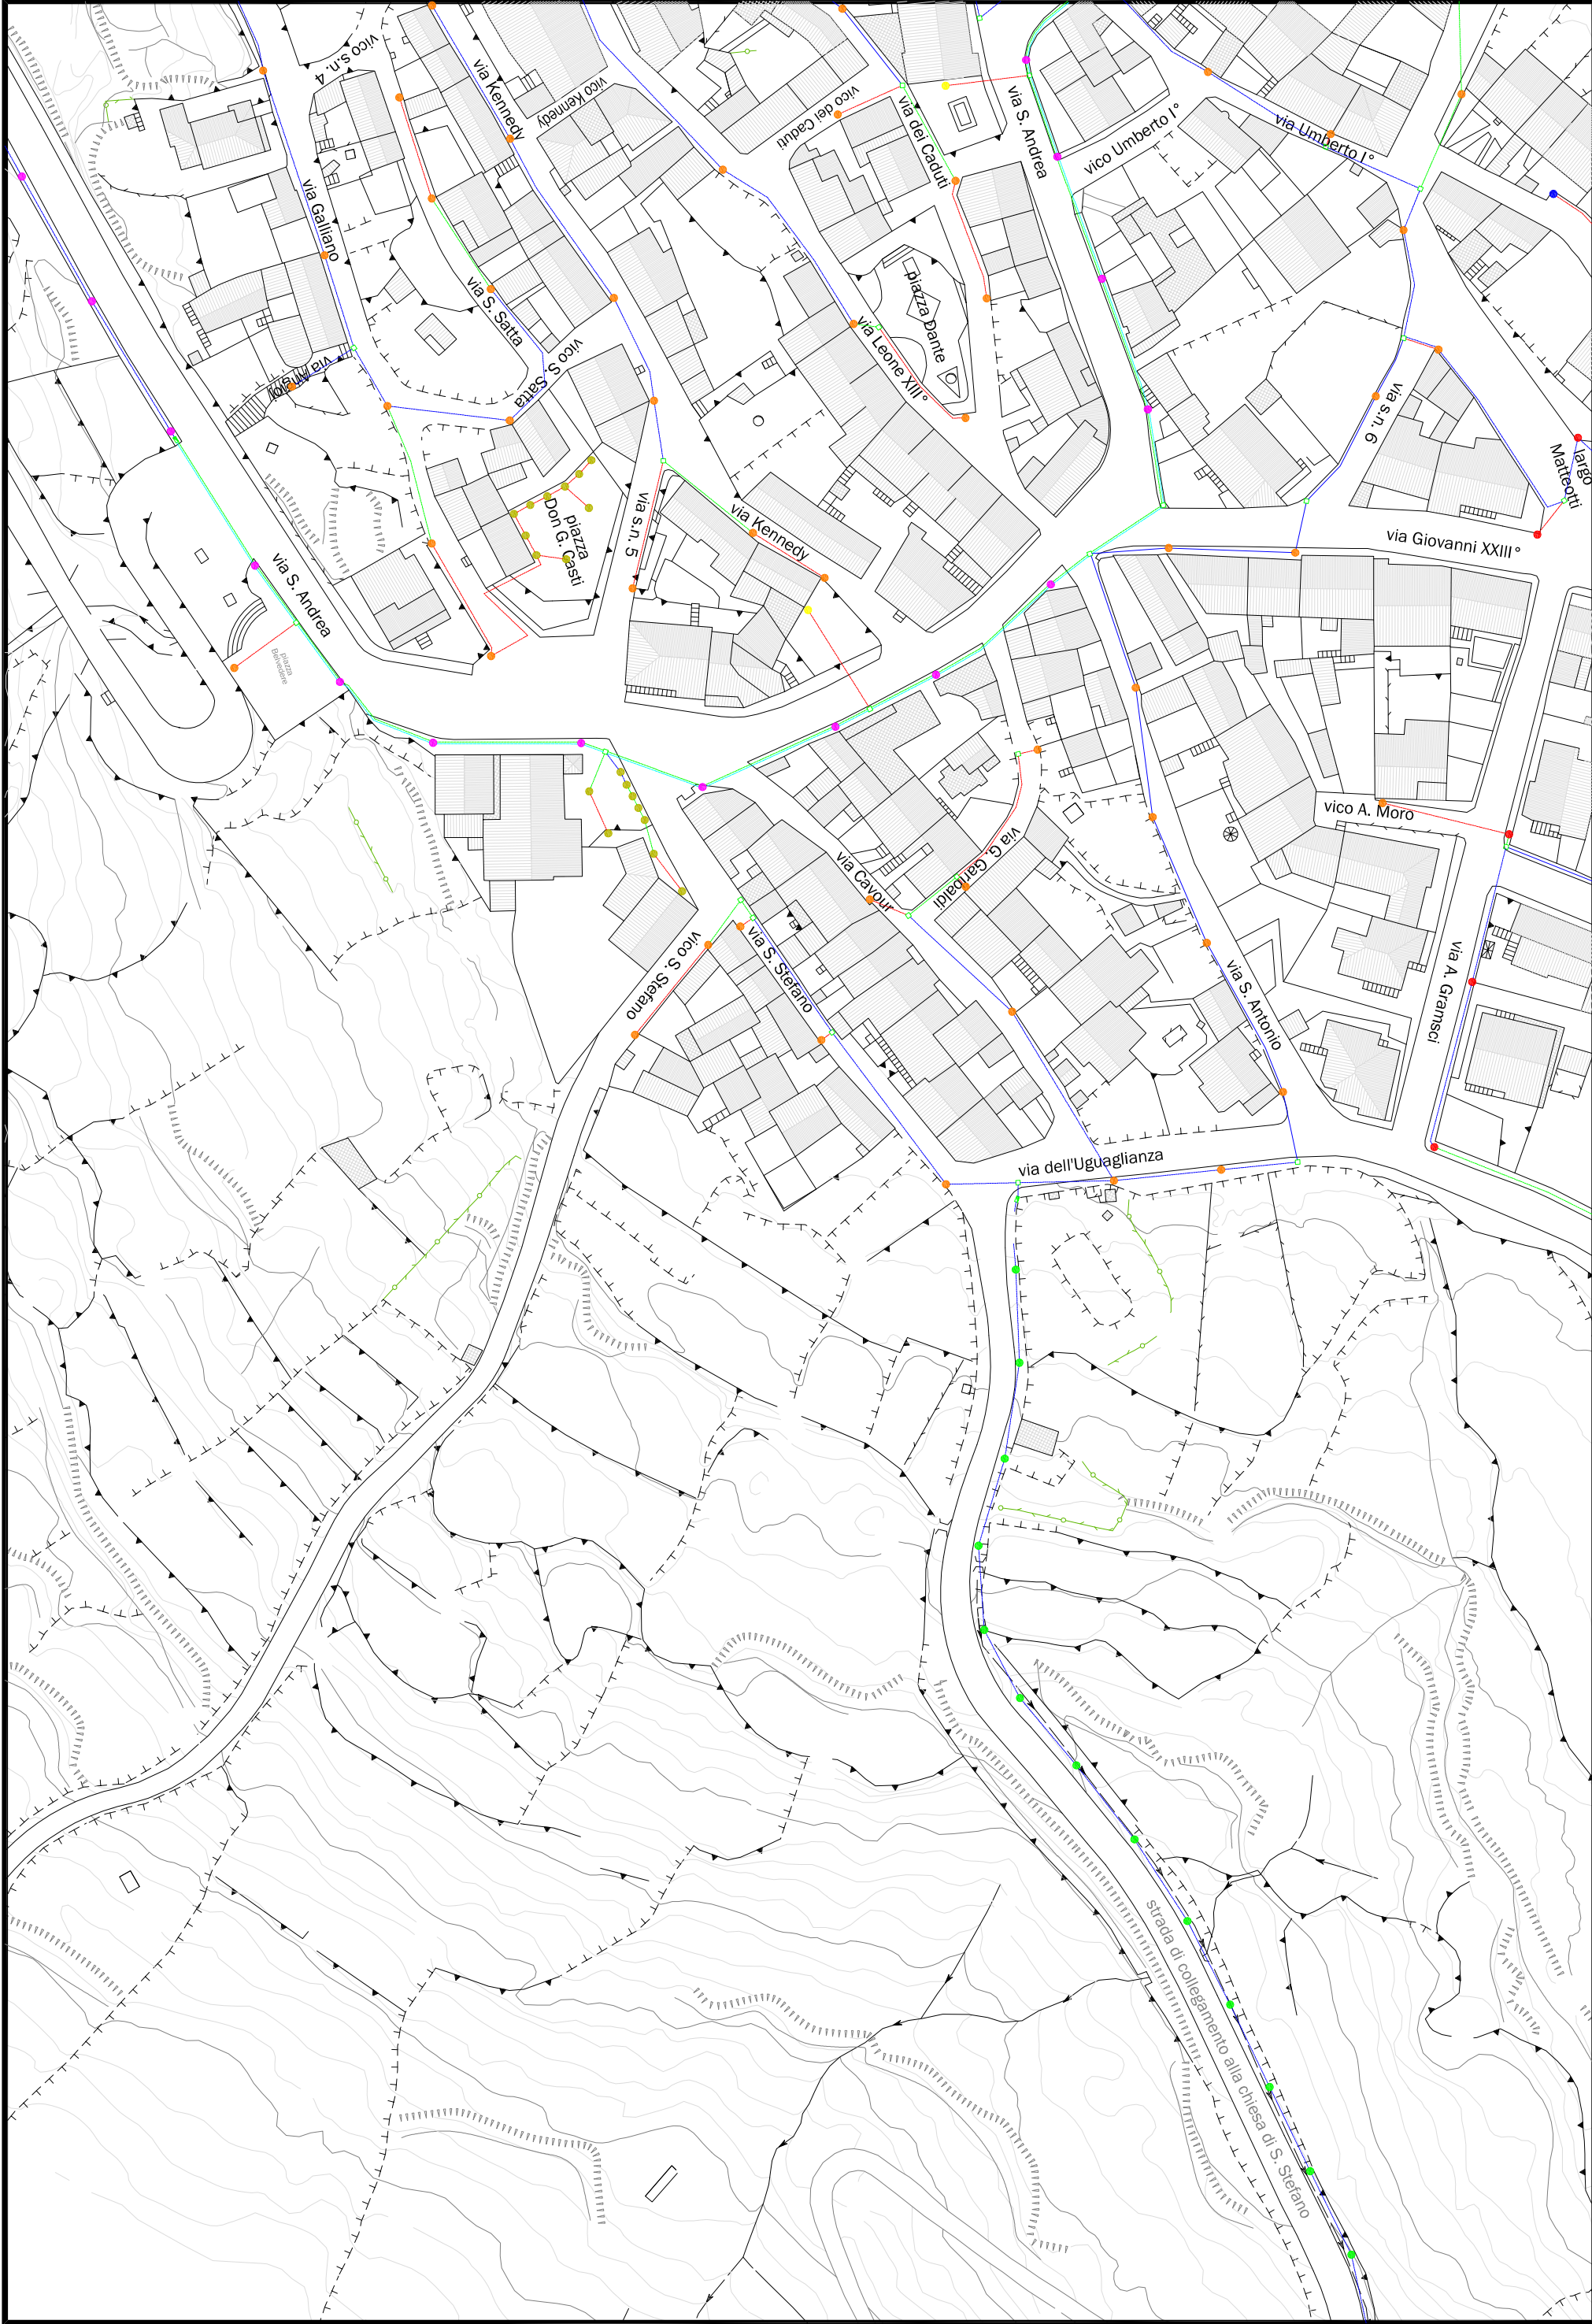 vico s.n. 4
via Kennedy
vico Kennedy
vico dei Caduti
via dei Caduti
via S. Andrea
vico Umberto I°
via Umberto I°
via Galliano
via S. Satta
vico S. Satta
piazza Dante
via Leone XIII°
via s.n. 6
largo
Matteotti
via Giovanni XXIII°
piazza
Don G. Casti
via s.n. 5
via Kennedy
via S. Andrea
piazza
Belvedere
vico A. Moro
via Cavour
via G. Garibaldi
vico S. Stefano
via S. Stefano
via S. Antonio
via A. Gramsci
via dell'Uguaglianza
strada di collegamento alla chiesa di S. Stefano